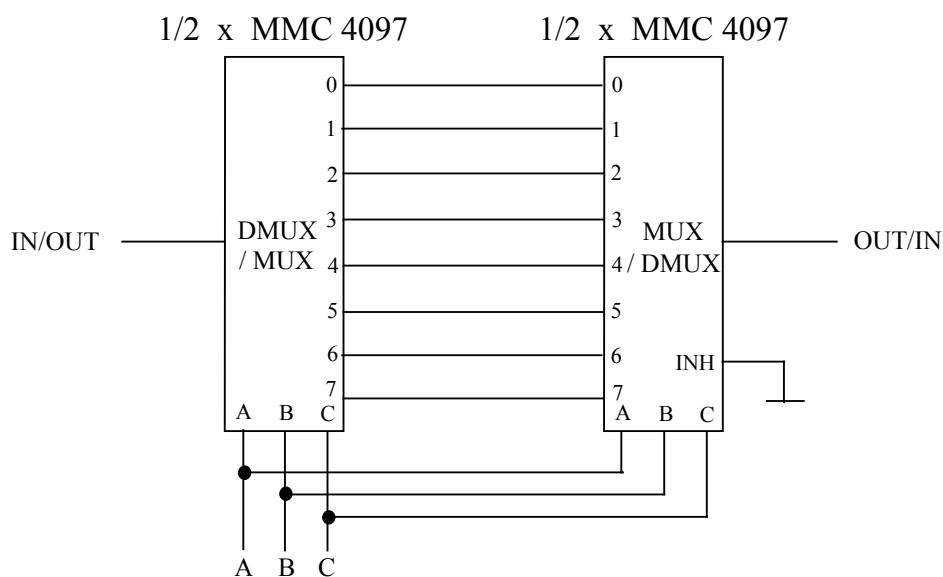 1/2 x MMC 4097
1/2 x MMC 4097
IN/OUT
DMUX
/ MUX
0
1
2
3
4
5
6
7
A B C
0
1
2
3
4
5
6
7
MUX
/ DMUX
INH
A B C
OUT/IN
A B C